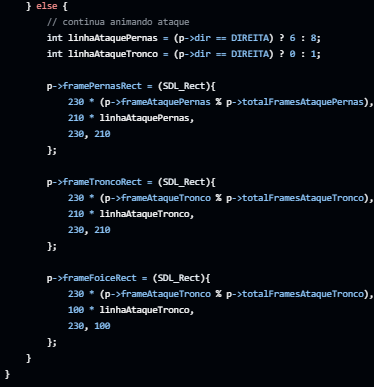 } else {
// continua animando ataque
int linhaAtaquePernas = (p->dir == DIREITA) ? 6 : 8;
int linhaAtaqueTronco = (p->dir == DIREITA) ? 0 : 1;
p->framePernasRect = (SDL_Rect){
230 * (p->frameAtaquePernas % p->totalFramesAtaquePernas),
210 * linhaAtaquePernas,
230, 210
};
p->frameTroncoRect = (SDL_Rect){
230 * (p->frameAtaqueTronco % p->totalFramesAtaqueTronco),
210 * linhaAtaqueTronco,
230, 210
};
p->frameFoiceRect = (SDL_Rect){
230 * (p->frameAtaqueTronco % p->totalFramesAtaqueTronco),
100 * linhaAtaqueTronco,
230, 100
};
}
}